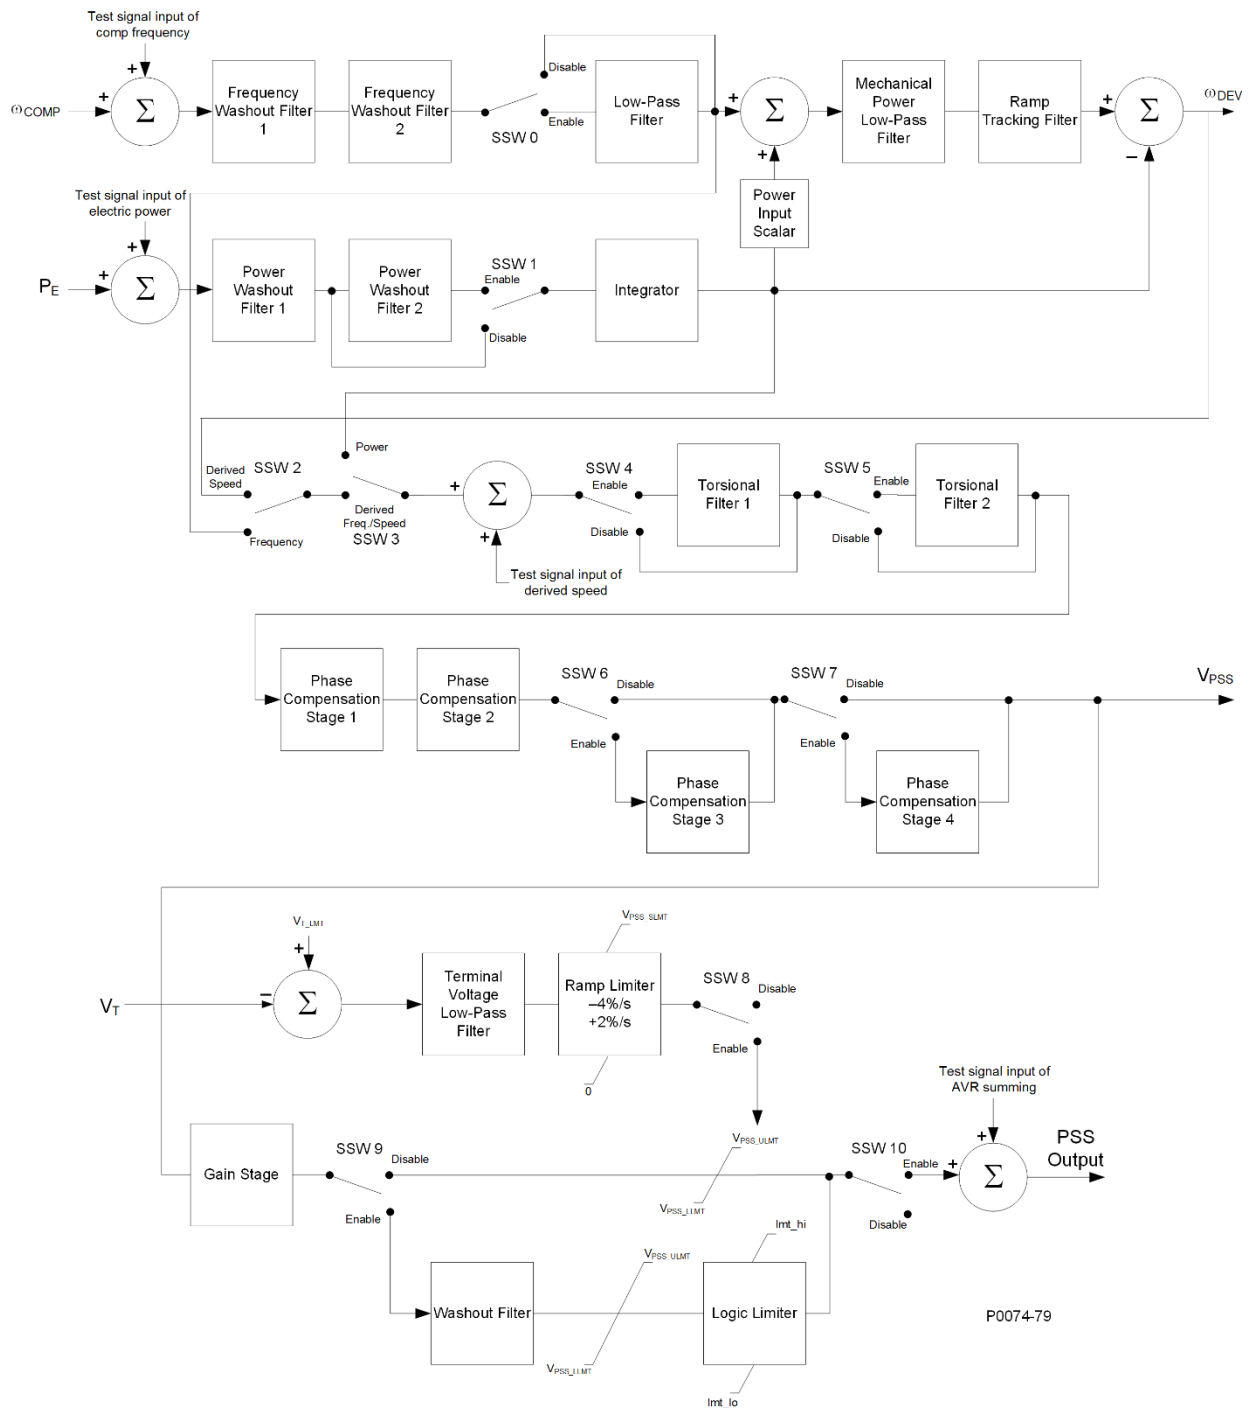 Test signal input of
comp frequency
+
+
ωCOMP
Σ
Frequency
Washout Filter
1
Frequency
Washout Filter
2
Disable
Enable
SSW 0
Low-Pass
Filter
+
Σ
+
Mechanical
Power
Low-Pass
Filter
Ramp
Tracking Filter
+
Σ
–
ωDEV
Test signal input of
electric power
+
+
PE
Σ
Power
Washout
Filter 1
Power
Washout
Filter 2
SSW 1
Enable
Disable
Integrator
Power
Input
Scalar
Derived
Speed
SSW 2
Frequency
Power
Derived
Freq./Speed
SSW 3
+
Σ
+
Test signal input of
derived speed
SSW 4
Enable
Disable
Torsional
Filter 1
SSW 5
Enable
Disable
Torsional
Filter 2
Phase
Compensation
Stage 1
Phase
Compensation
Stage 2
SSW 6
Disable
Enable
Phase
Compensation
Stage 3
SSW 7
Disable
Enable
Phase
Compensation
Stage 4
VPSS
VT_LMT
+
–
VT
Σ
Terminal
Voltage
Low-Pass
Filter
VPSS_SLMT
Ramp Limiter
–4%/s
+2%/s
0
SSW 8
Disable
Enable
VPSS_ULMT
VPSS_LLMT
Gain Stage
SSW 9
Disable
Enable
Washout Filter
VPSS_ULMT
VPSS_LLMT
lmt_hi
Logic Limiter
lmt_lo
SSW 10
Enable
Disable
Test signal input of
AVR summing
+
+
Σ
PSS
Output
P0074-79